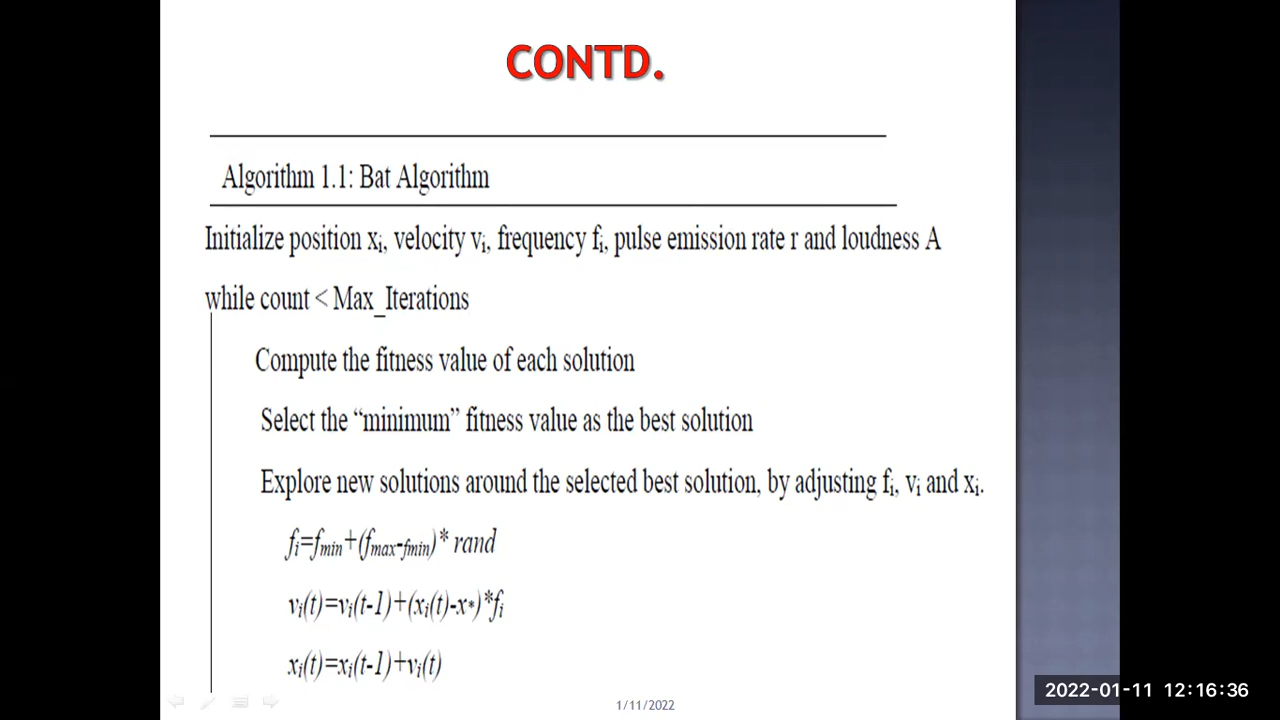 CONTD.
Algorithm 1.1: Bat Algorithm
Initialize position xᵢ, velocity vᵢ, frequency fᵢ, pulse emission rate r and loudness A
while count < Max_Iterations
Compute the fitness value of each solution
Select the “minimum” fitness value as the best solution
Explore new solutions around the selected best solution, by adjusting fᵢ, vᵢ and xᵢ.
fᵢ=f_min+(f_max-f_min)* rand
vᵢ(t)=vᵢ(t-1)+(xᵢ(t)-x*)*fᵢ
xᵢ(t)=xᵢ(t-1)+vᵢ(t)
1/11/2022
2022-01-11 12:16:36